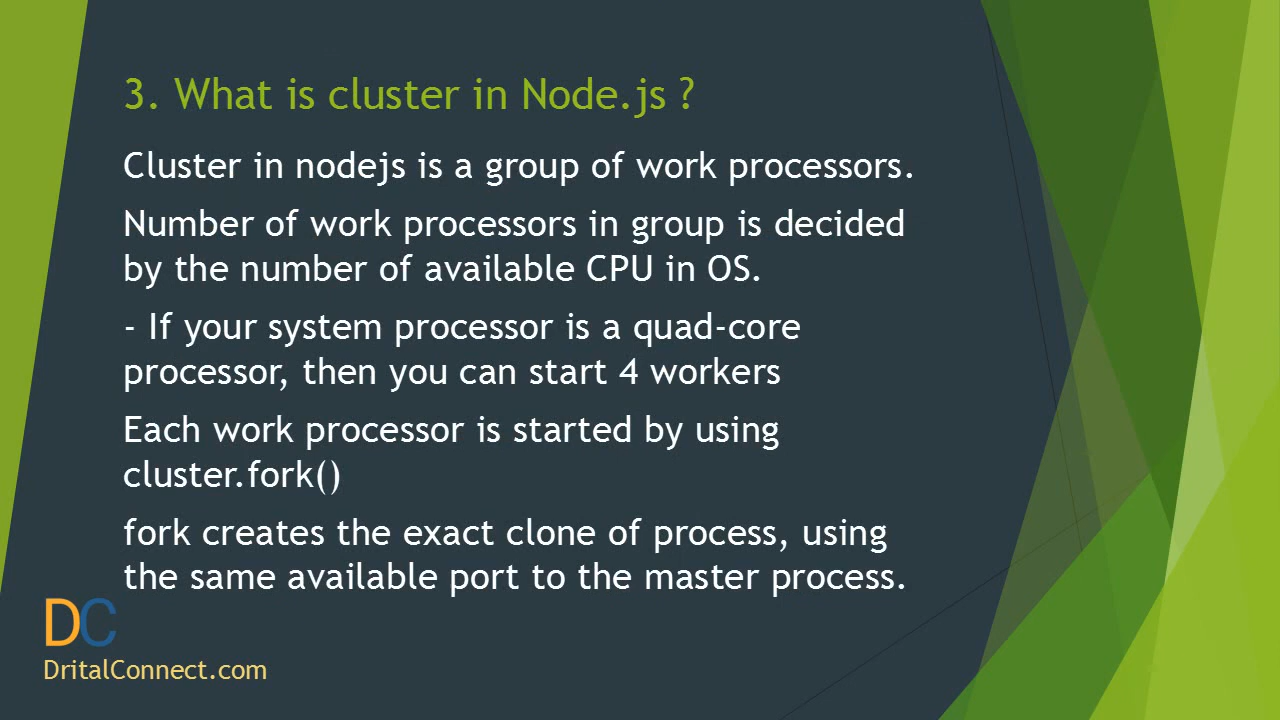 3. What is cluster in Node.js ?
Cluster in nodejs is a group of work processors.
Number of work processors in group is decided
by the number of available CPU in OS.
- If your system processor is a quad-core
processor, then you can start 4 workers
Each work processor is started by using
cluster.fork()
fork creates the exact clone of process, using
the same available port to the master process.
DC
DritalConnect.com